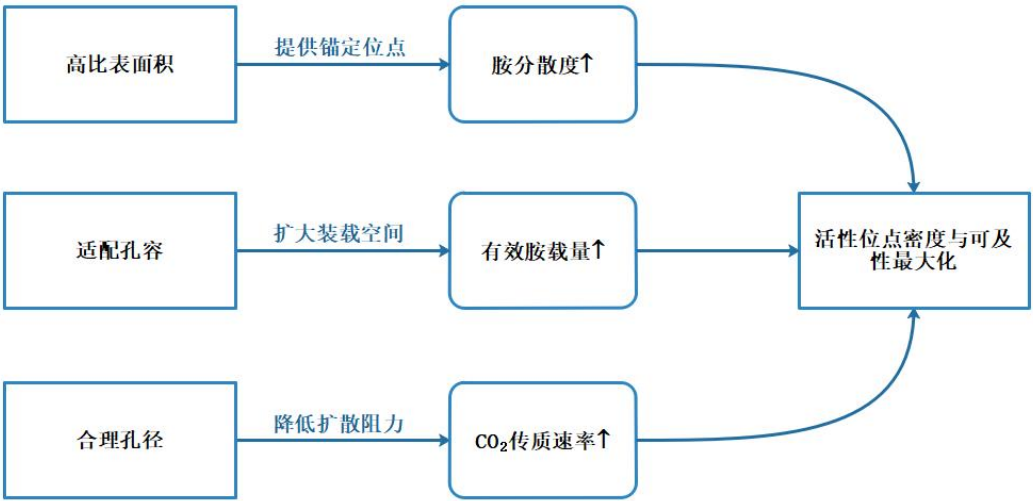 高比表面积
提供锚定位点
胺分散度↑
适配孔容
扩大装载空间
有效胺载量↑
活性位点密度与可及
性最大化
合理孔径
降低扩散阻力
CO₂传质速率↑